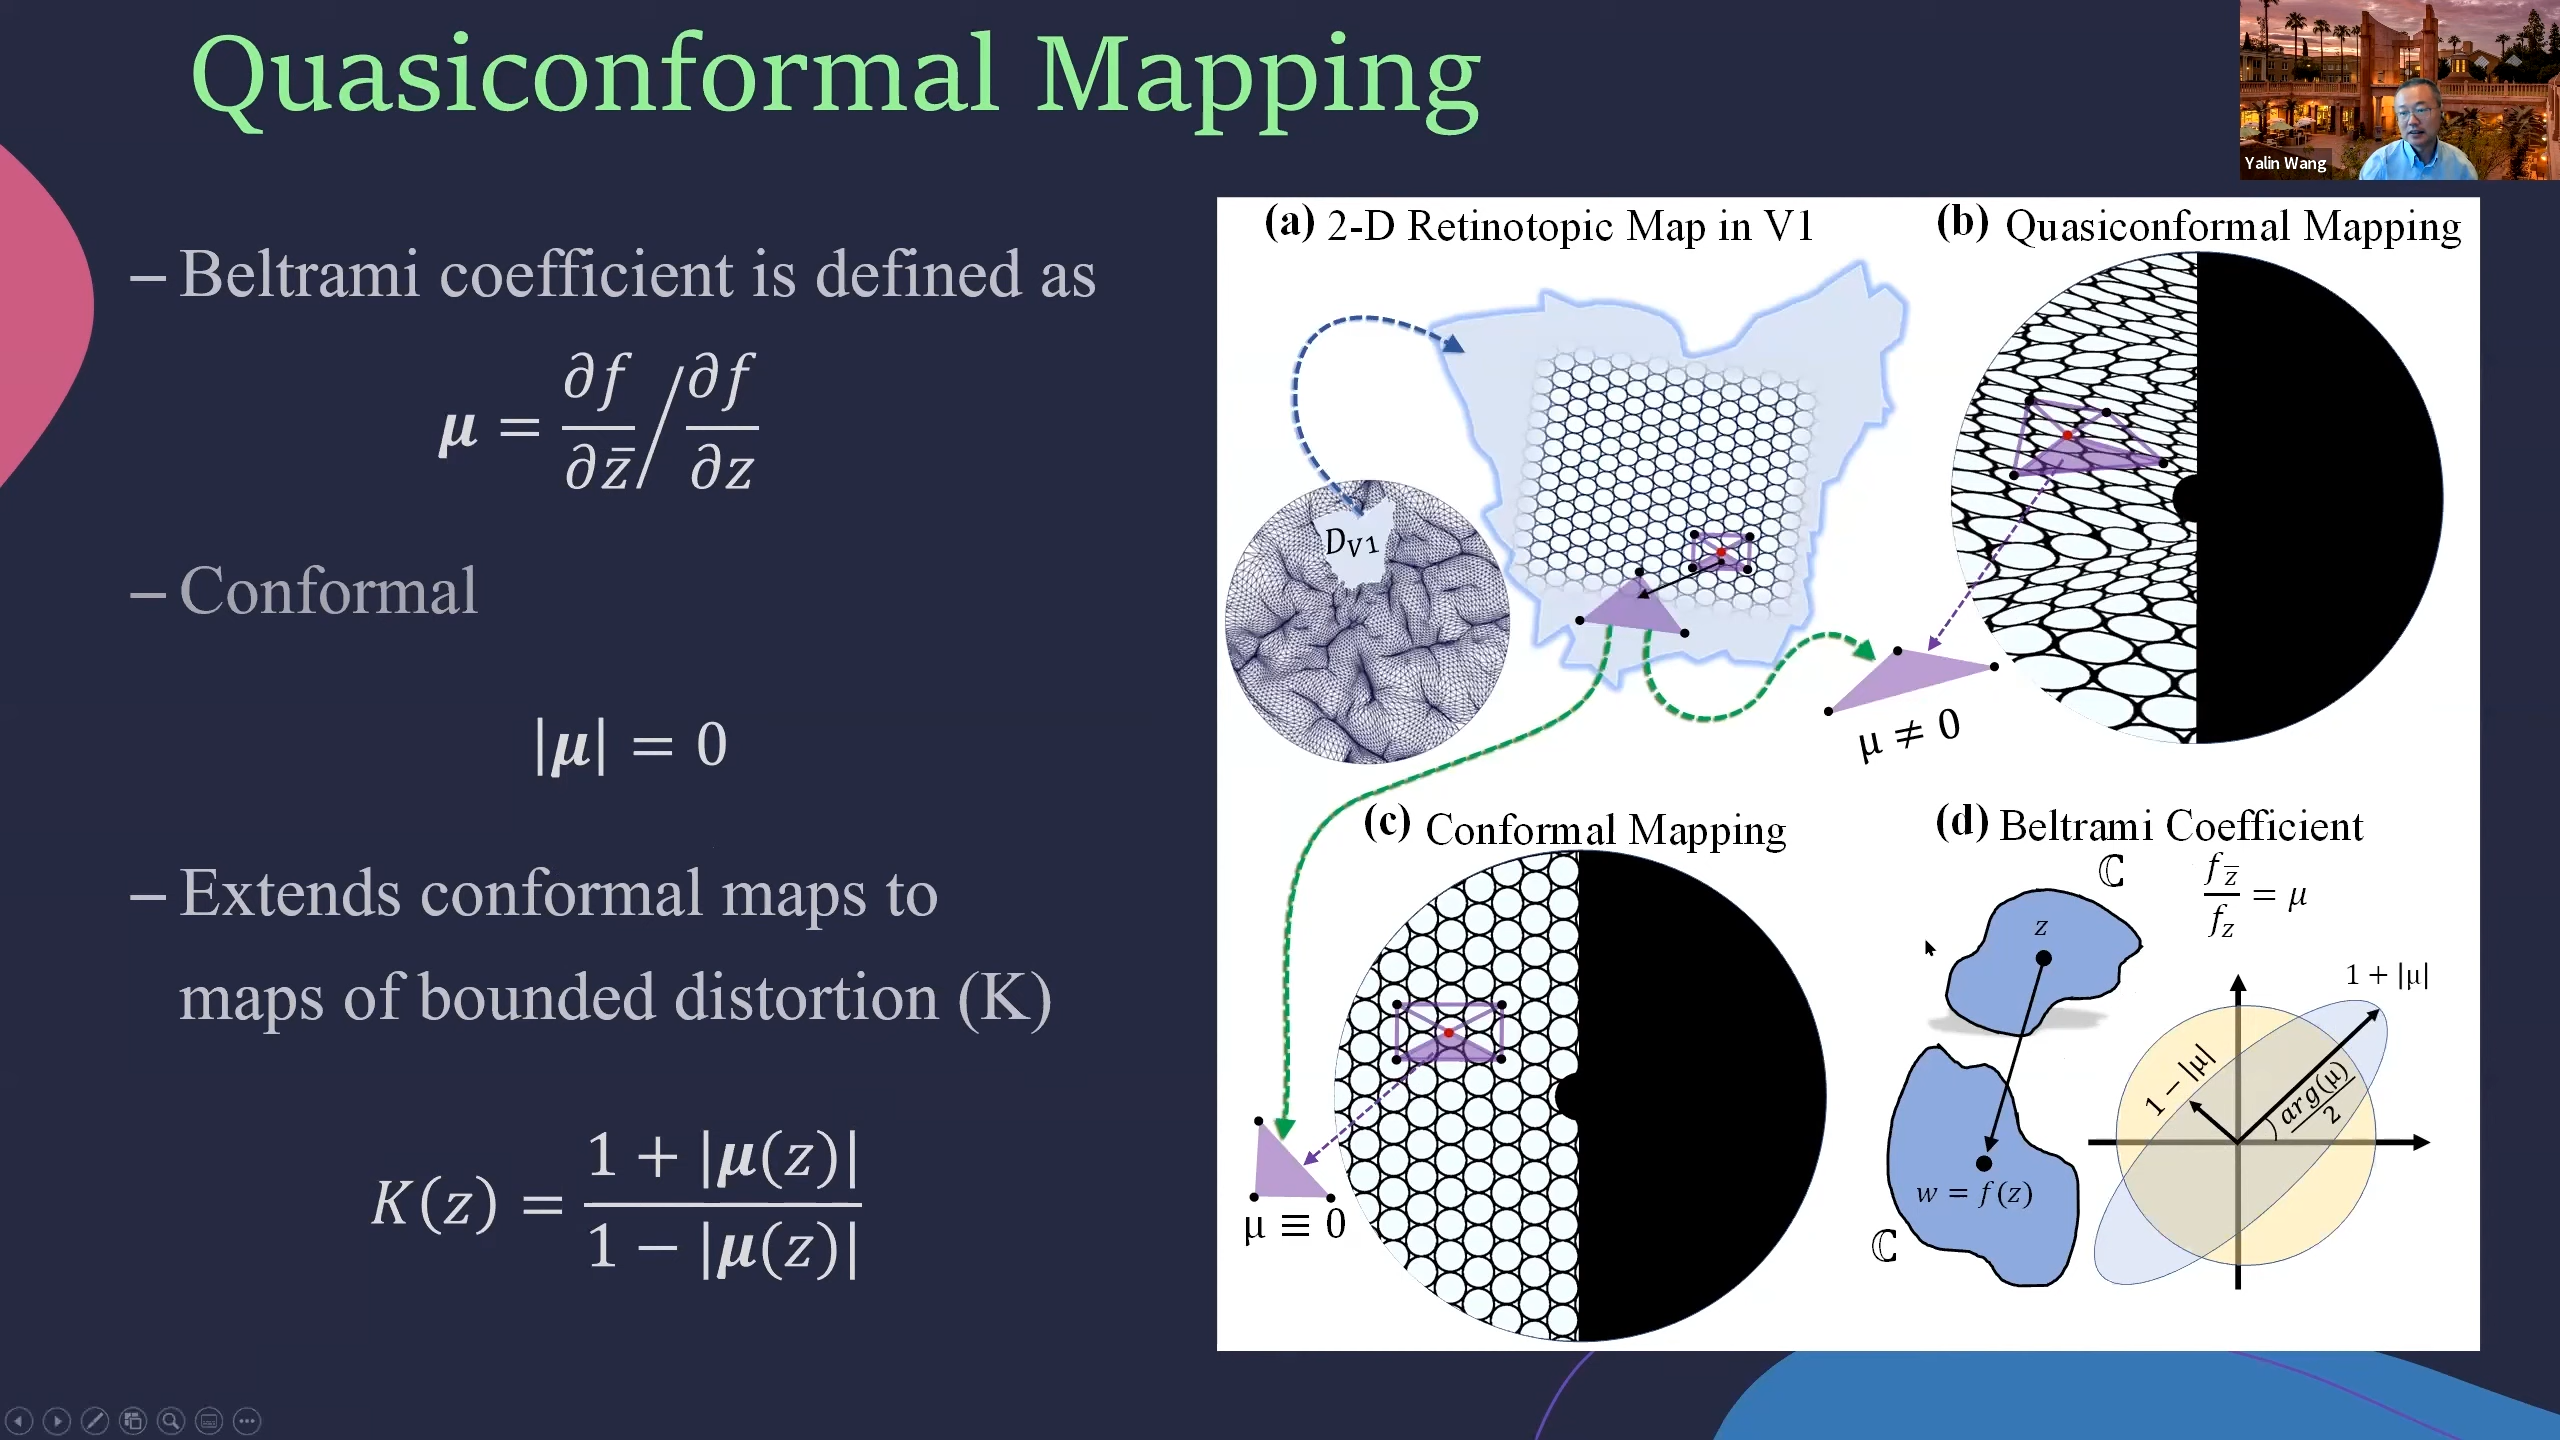 Quasiconformal Mapping
Yalin Wang
– Beltrami coefficient is defined as
μ = ∂f/∂z̄ / ∂f/∂z
– Conformal
|μ| = 0
– Extends conformal maps to
maps of bounded distortion (K)
K(z) = (1 + |μ(z)|) / (1 − |μ(z)|)
(a) 2-D Retinotopic Map in V1
D_V1
(b) Quasiconformal Mapping
μ ≠ 0
(c) Conformal Mapping
μ ≡ 0
(d) Beltrami Coefficient
ℂ
f_z̄ / f_z = μ
z
w = f(z)
ℂ
1 + |μ|
1 − |μ|
arg(μ) / 2